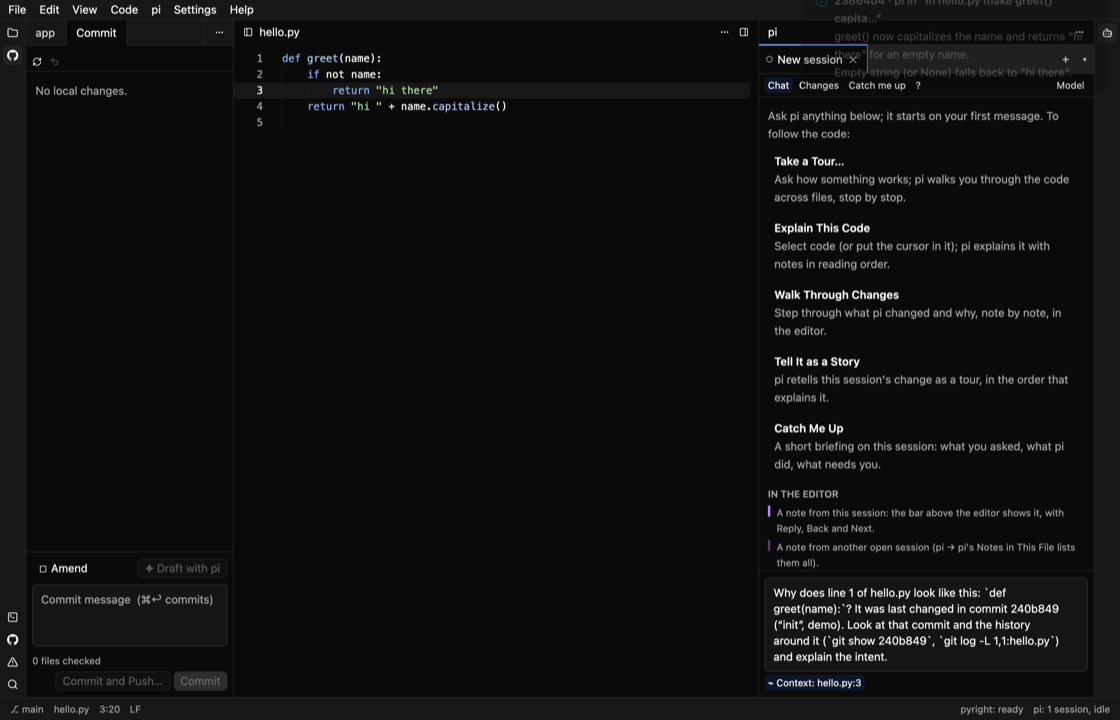 File Edit View Code pi Settings Help
app Commit ···
No local changes.
Amend
Draft with pi
Commit message (⌘↩ commits)
0 files checked
Commit and Push...
Commit
hello.py
1 def greet(name):
2 if not name:
3 return "hi there"
4 return "hi " + name.capitalize()
5
pi
capita…"
greet() now capitalizes the name and returns "hi
there" for an empty name.
Empty string (or None) falls back to "hi there".
New session ×
+
Chat Changes Catch me up ? Model
Ask pi anything below; it starts on your first message. To
follow the code:
Take a Tour...
Ask how something works; pi walks you through the code
across files, stop by stop.
Explain This Code
Select code (or put the cursor in it); pi explains it with
notes in reading order.
Walk Through Changes
Step through what pi changed and why, note by note, in
the editor.
Tell It as a Story
pi retells this session's change as a tour, in the order that
explains it.
Catch Me Up
A short briefing on this session: what you asked, what pi
did, what needs you.
IN THE EDITOR
A note from this session: the bar above the editor shows it, with
Reply, Back and Next.
A note from another open session (pi → pi's Notes in This File lists
them all).
Why does line 1 of hello.py look like this: `def
greet(name):`? It was last changed in commit 240b849
("init", demo). Look at that commit and the history
around it (`git show 240b849`, `git log -L 1,1:hello.py`)
and explain the intent.
Context: hello.py:3
main hello.py 3:20 LF
pyright: ready pi: 1 session, idle